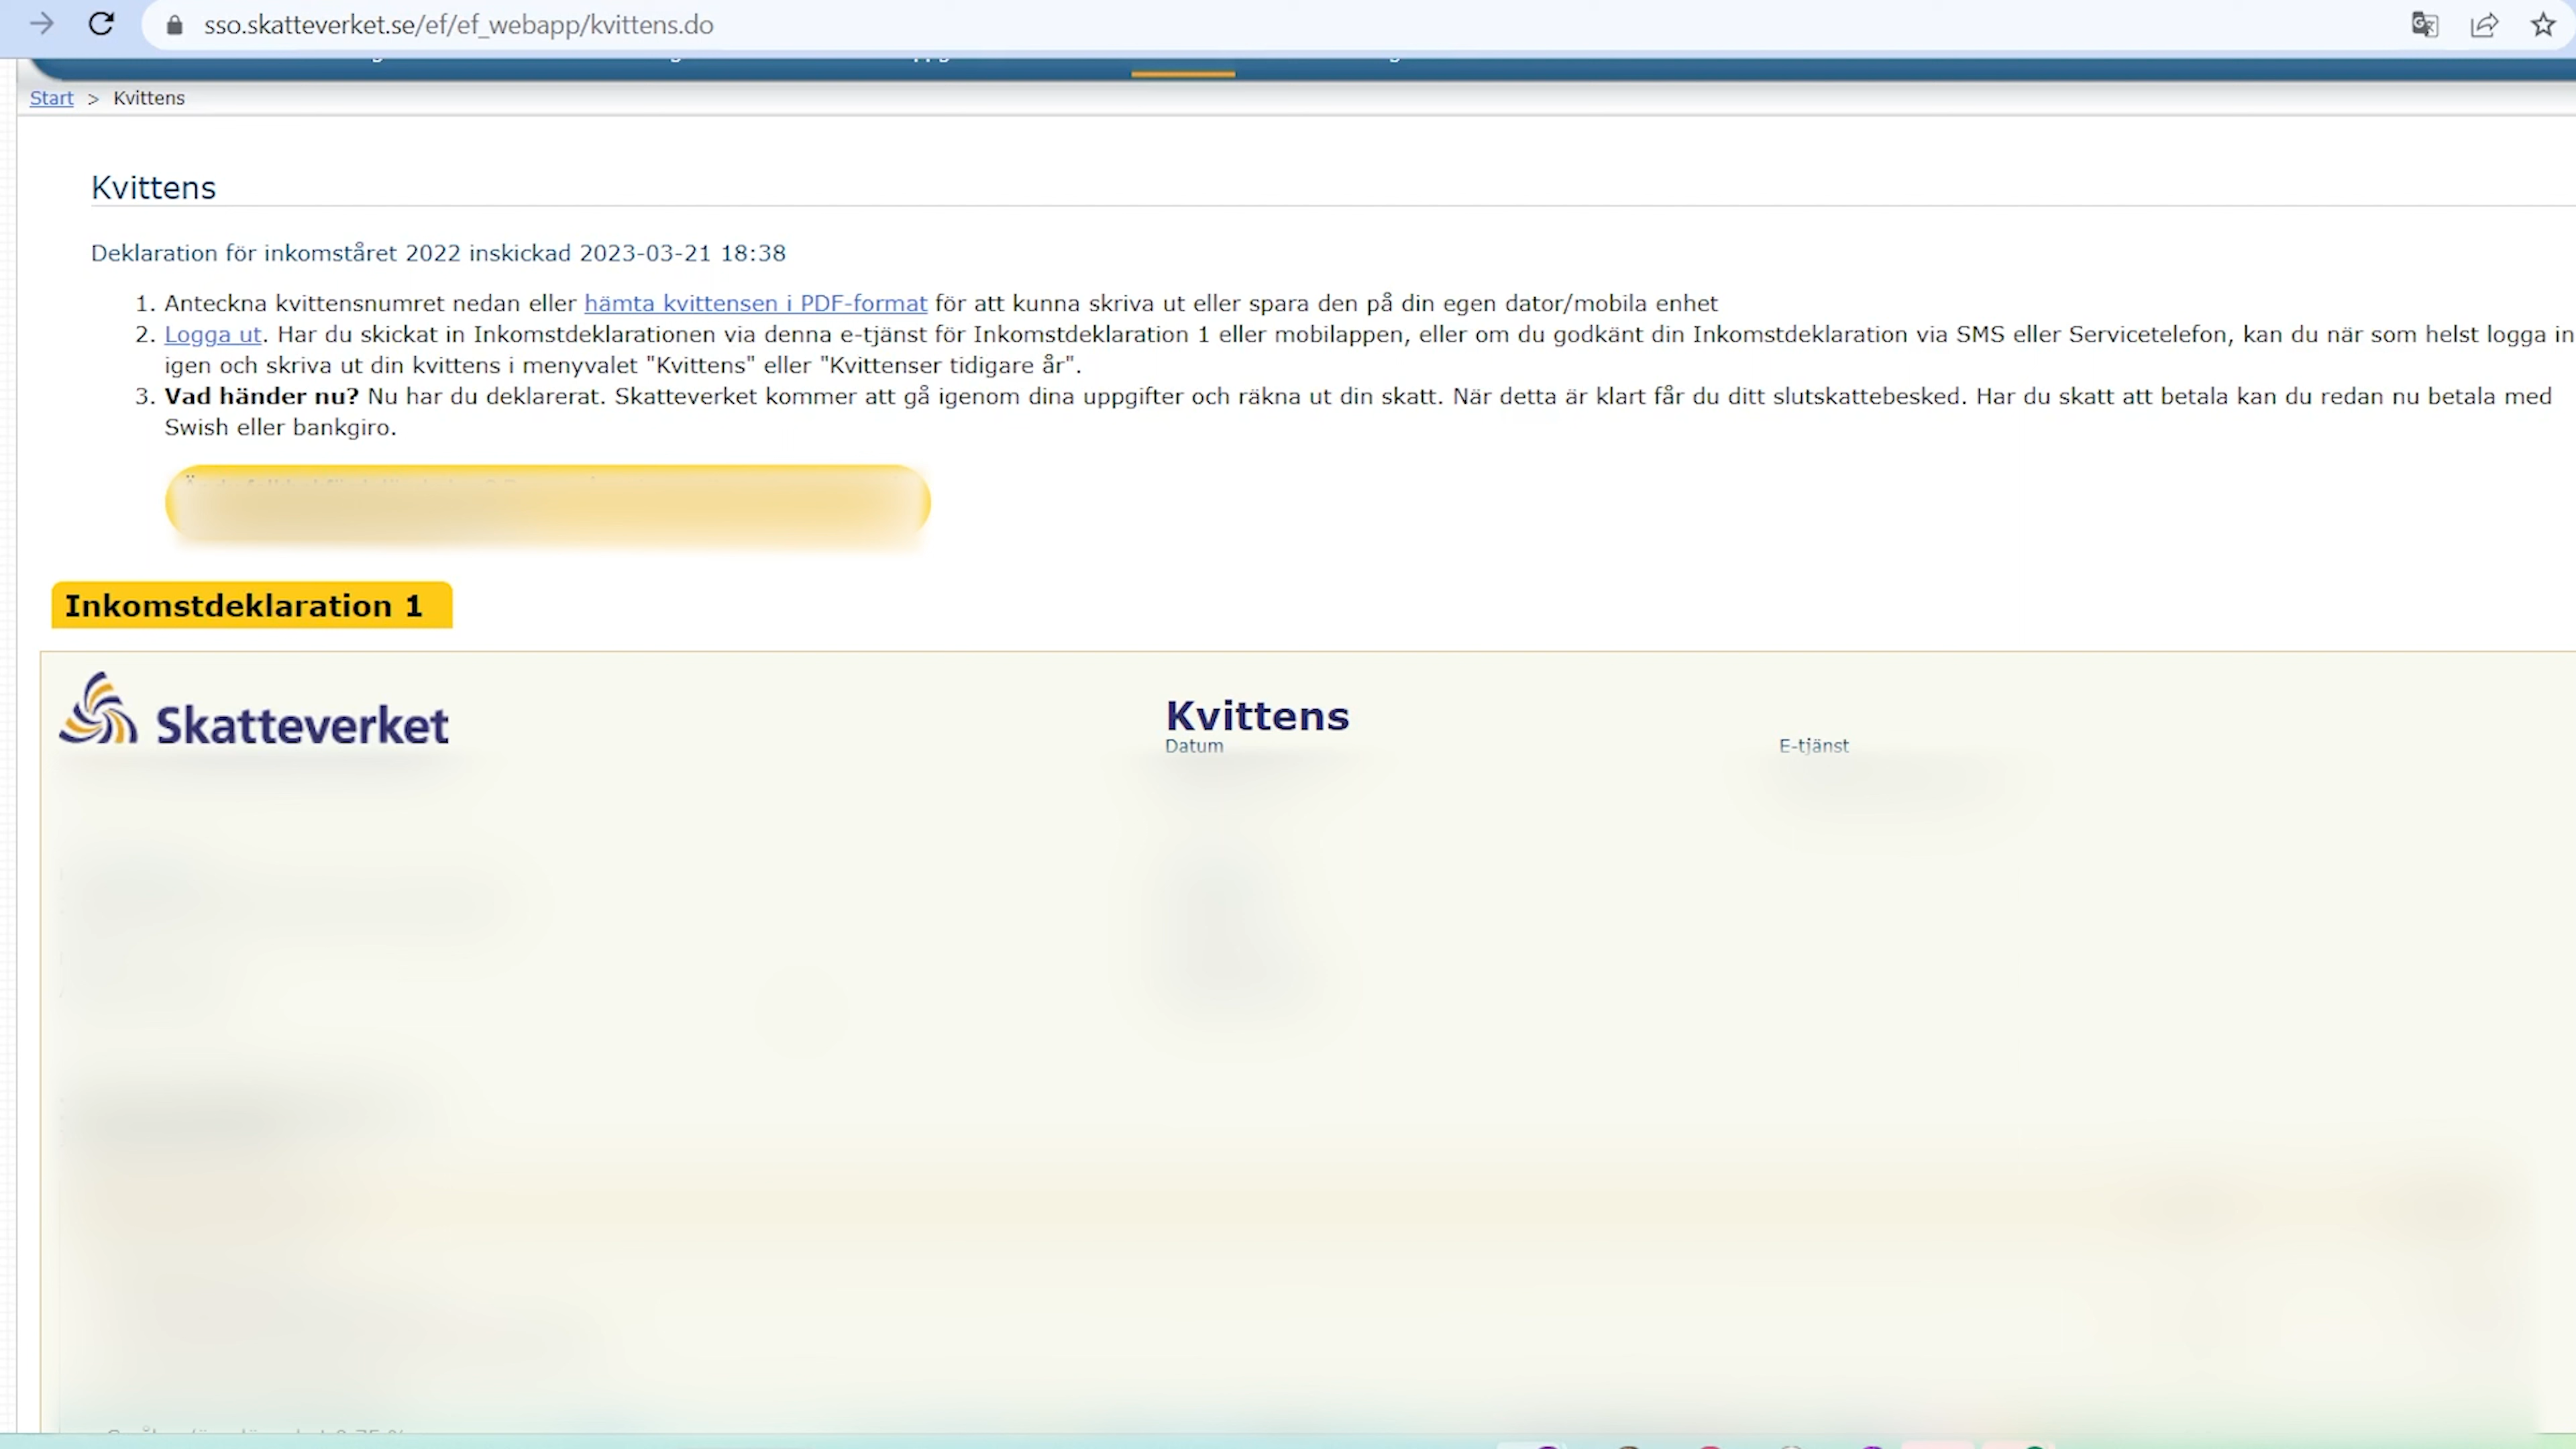 sso.skatteverket.se/ef/ef_webapp/kvittens.do
Start > Kvittens
Kvittens
Deklaration för inkomståret 2022 inskickad 2023-03-21 18:38
1. Anteckna kvittensnumret nedan eller hämta kvittensen i PDF-format för att kunna skriva ut eller spara den på din egen dator/mobila enhet
2. Logga ut. Har du skickat in Inkomstdeklarationen via denna e-tjänst för Inkomstdeklaration 1 eller mobilappen, eller om du godkänt din Inkomstdeklaration via SMS eller Servicetelefon, kan du när som helst logga in
igen och skriva ut din kvittens i menyvalet "Kvittens" eller "Kvittenser tidigare år".
3. Vad händer nu? Nu har du deklarerat. Skatteverket kommer att gå igenom dina uppgifter och räkna ut din skatt. När detta är klart får du ditt slutskattebesked. Har du skatt att betala kan du redan nu betala med
Swish eller bankgiro.
Inkomstdeklaration 1
Skatteverket
Kvittens
Datum
E-tjänst